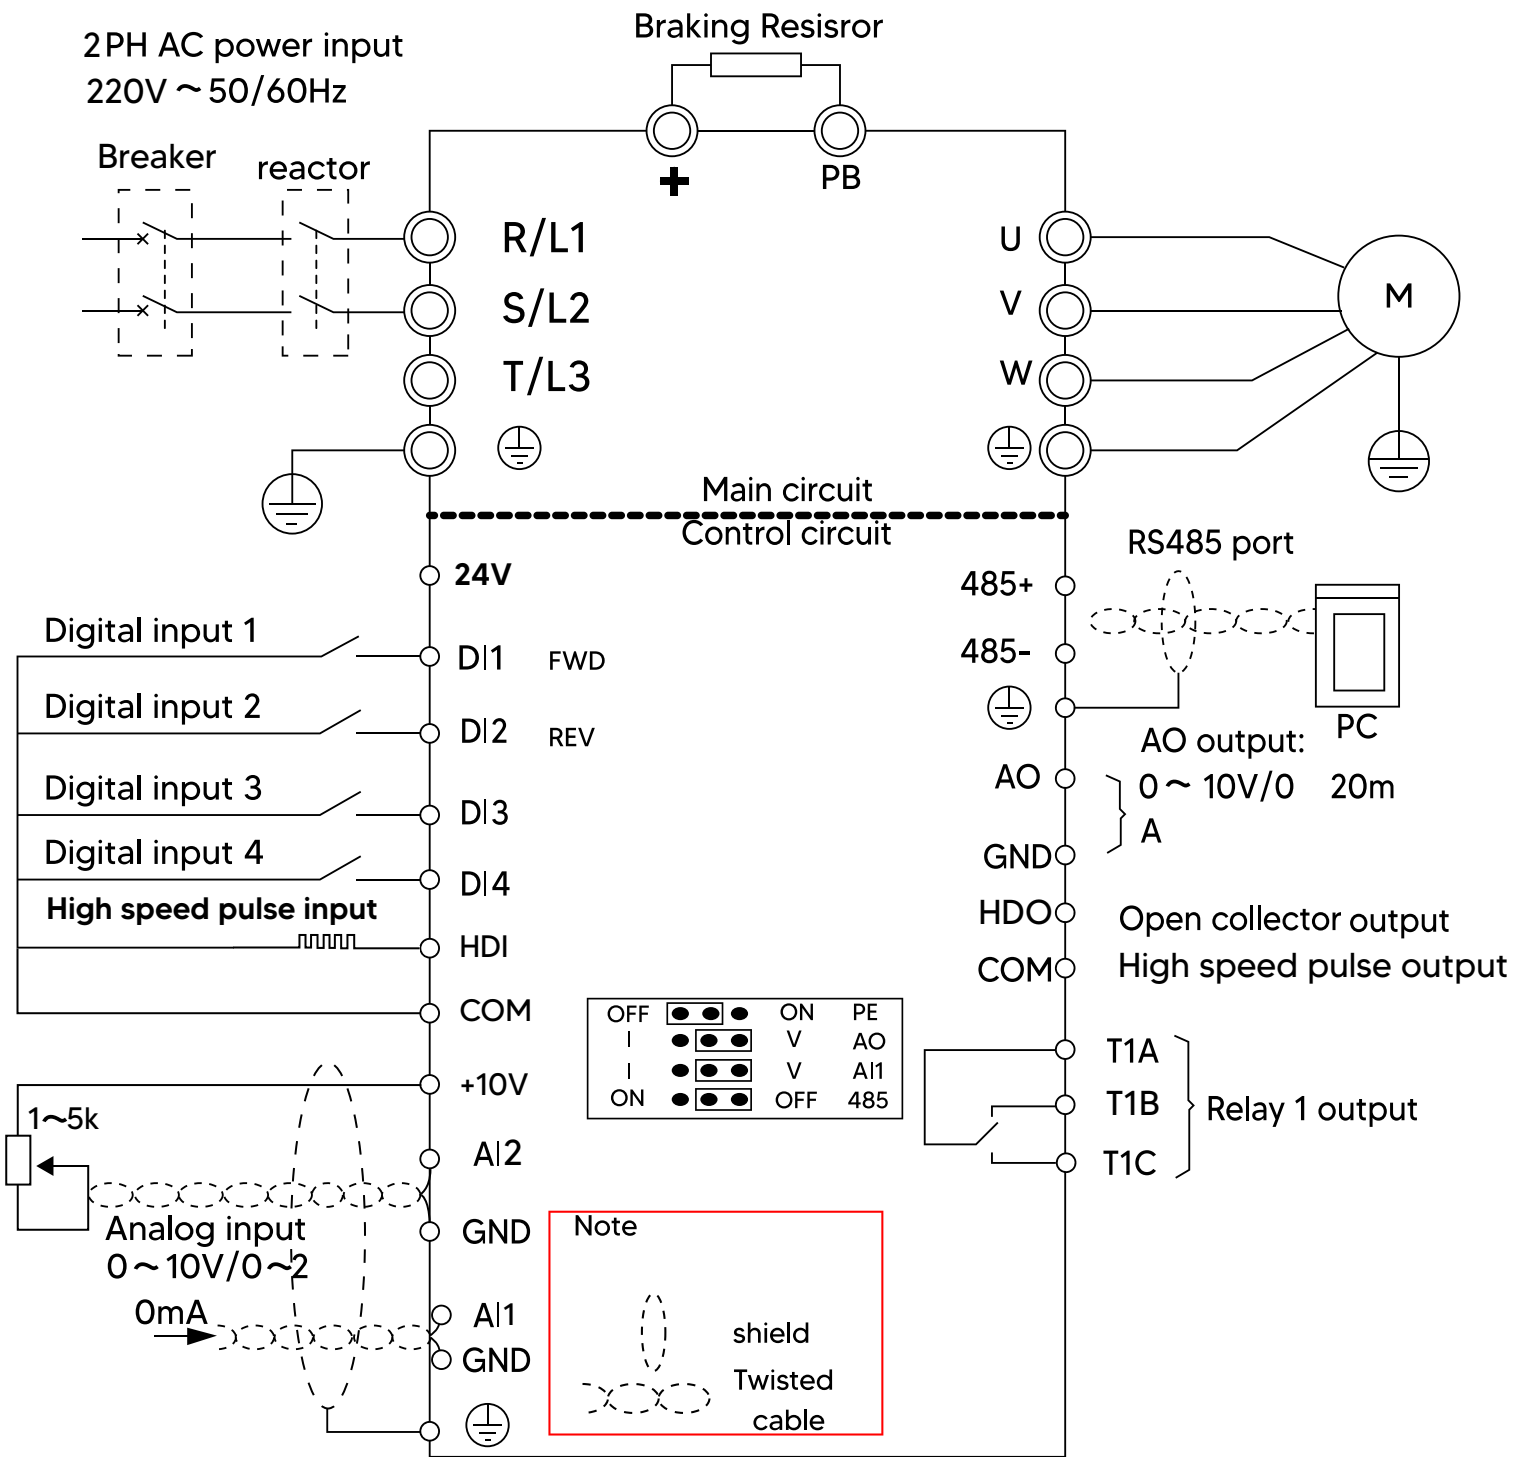 Braking Resisror
2PH AC power input
220V ~ 50/60Hz
Breaker
reactor
+
PB
R/L1
S/L2
T/L3
U
V
W
M
Main circuit
Control circuit
24V
Digital input 1
DI1 FWD
Digital input 2
DI2 REV
Digital input 3
DI3
Digital input 4
DI4
High speed pulse input
HDI
COM
+10V
1~5k
AI2
GND
Analog input
0~10V/0~2
0mA
AI1
GND
RS485 port
485+
485-
PC
AO output:
0~10V/0 20m
A
AO
GND
HDO
Open collector output
COM
High speed pulse output
T1A
T1B
T1C
Relay 1 output
OFF ON PE
I V AO
I V AI1
ON OFF 485
Note
shield
Twisted
cable